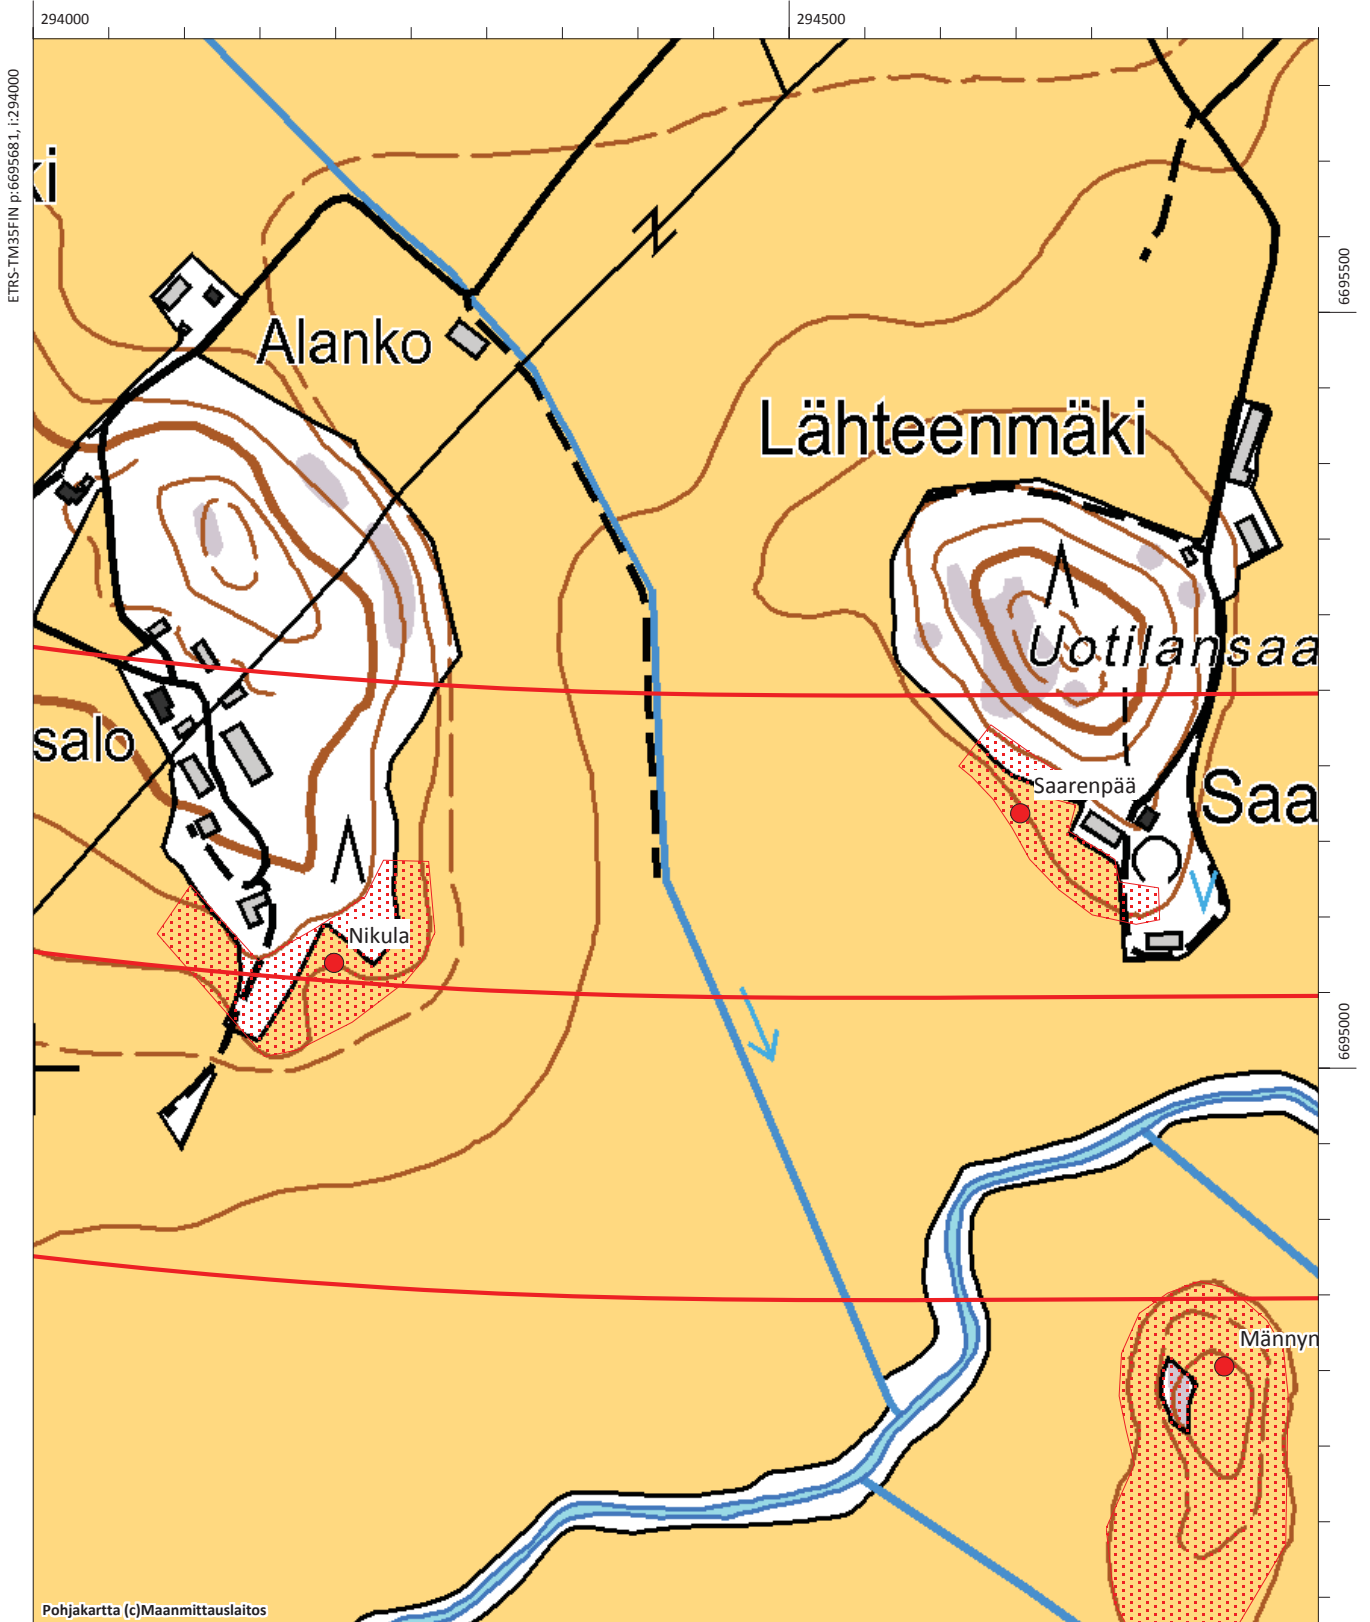 294000
294500
ETRS-TM35FIN p:6695681, i:294000
ki
6695500
Alanko
Lähteenmäki
Uotilansaa
salo
Saarenpää
Saa
Nikula
6695000
Männyn
Pohjakartta (c)Maanmittauslaitos